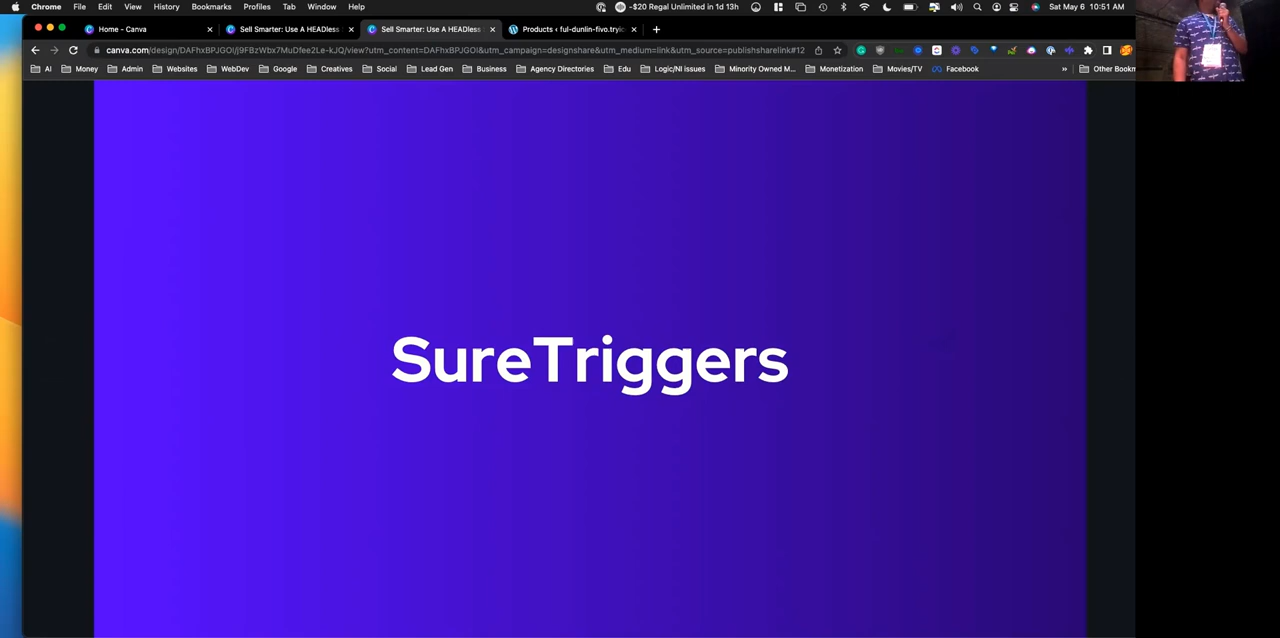 Chrome File Edit View History Bookmarks Profiles Tab Window Help -$20 Regal Unlimited in 1d 13h Sat May 6 10:51 AM
Home - Canva Sell Smarter: Use A HEADless Sell Smarter: Use A HEADless Products ‹ ful-dunlin-fivo.tryic
canva.com/design/DAFhxBPJGOI/j9FBzWbx7MuDfee2Le-kJQ/view?utm_content=DAFhxBPJGOI&utm_campaign=designshare&utm_medium=link&utm_source=publishsharelink#12
AI Money Admin Websites WebDev Google Creatives Social Lead Gen Business Agency Directories Edu Logic/NI issues Minority Owned M... Monetization Movies/TV Facebook » Other Bookm
SureTriggers